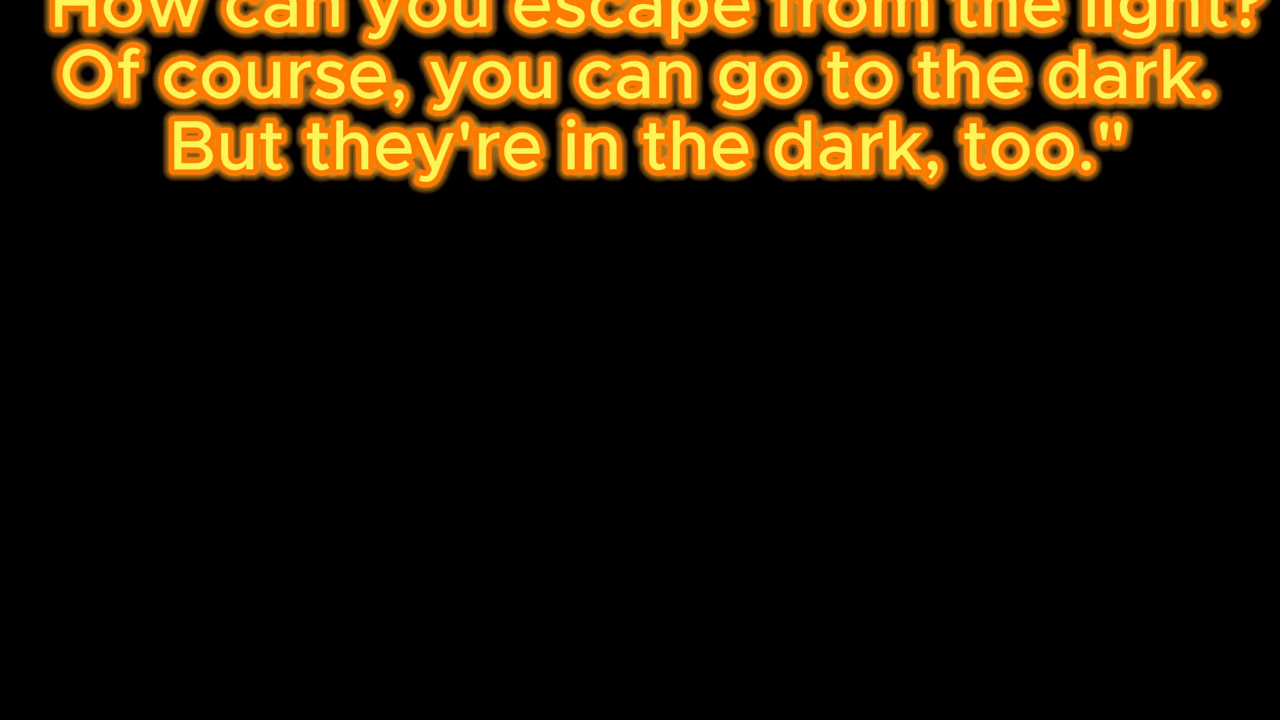 How can you escape from the light?
Of course, you can go to the dark.
But they're in the dark, too."